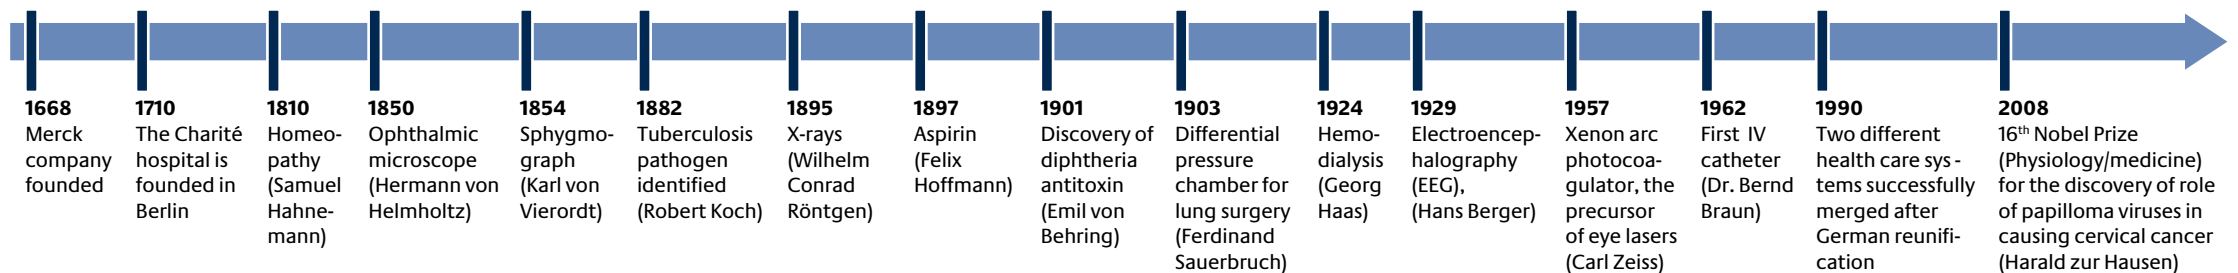 1668
Merck
company
founded
1710
The Charité
hospital is
founded in
Berlin
1810
Homeo-
pathy
(Samuel
Hahne-
mann)
1850
Ophthalmic
microscope
(Hermann von
Helmholtz)
1854
Sphygmo-
graph
(Karl von
Vierordt)
1882
Tuberculosis
pathogen
identified
(Robert Koch)
1895
X-rays
(Wilhelm
Conrad
Röntgen)
1897
Aspirin
(Felix
Hoffmann)
1901
Discovery of
diphtheria
antitoxin
(Emil von
Behring)
1903
Differential
pressure
chamber for
lung surgery
(Ferdinand
Sauerbruch)
1924
Hemo-
dialysis
(Georg
Haas)
1929
Electroencep-
halography
(EEG),
(Hans Berger)
1957
Xenon arc
photocoa-
gulator, the
precursor
of eye lasers
(Carl Zeiss)
1962
First IV
catheter
(Dr. Bernd
Braun)
1990
Two different
health care sys -
tems successfully
merged after
German reunifi-
cation
2008
16th Nobel Prize
(Physiology/medicine)
for the discovery of role
of papilloma viruses in
causing cervical cancer
(Harald zur Hausen)